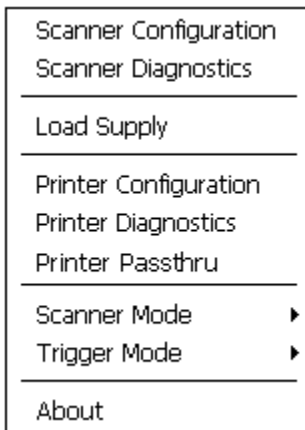 Scanner Configuration
Scanner Diagnostics
Load Supply
Printer Configuration
Printer Diagnostics
Printer Passthru
Scanner Mode
Trigger Mode
About